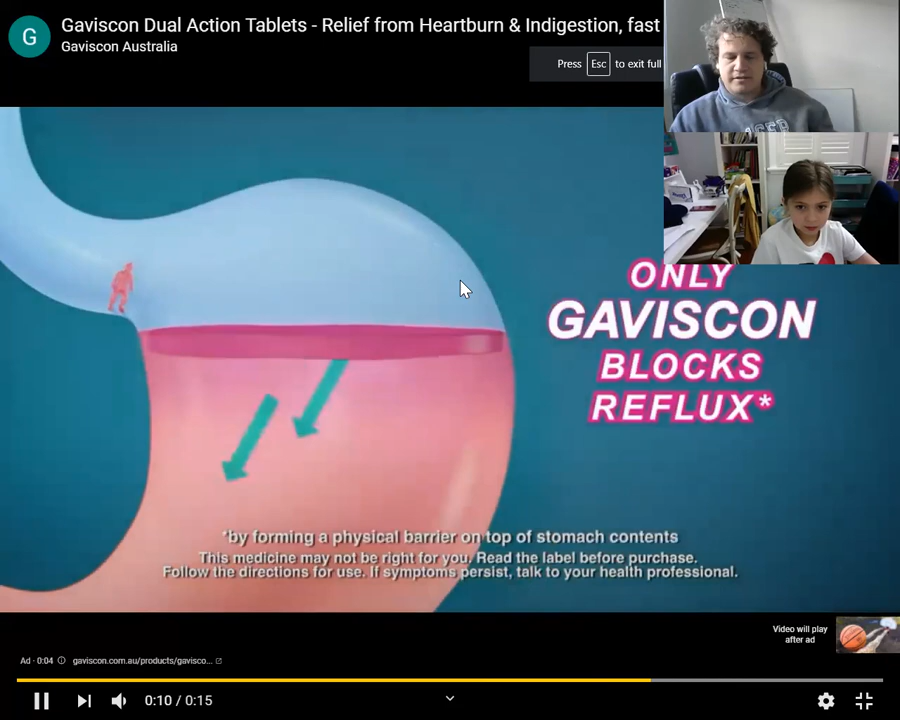 G
Gaviscon Dual Action Tablets - Relief from Heartburn & Indigestion, fast
Gaviscon Australia
Press Esc to exit full
ONLY
GAVISCON
BLOCKS
REFLUX*
*by forming a physical barrier on top of stomach contents
This medicine may not be right for you. Read the label before purchase.
Follow the directions for use. If symptoms persist, talk to your health professional.
Video will play
after ad
Ad · 0:04
gaviscon.com.au/products/gavisco...
0:10 / 0:15